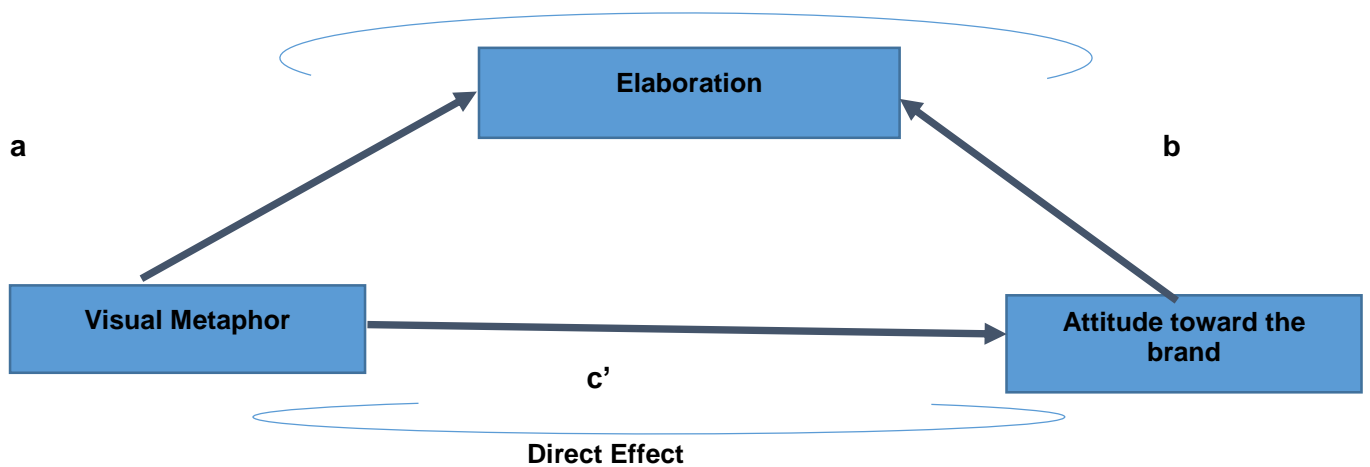 Elaboration
a
b
Visual Metaphor
Attitude toward the
brand
c’
Direct Effect